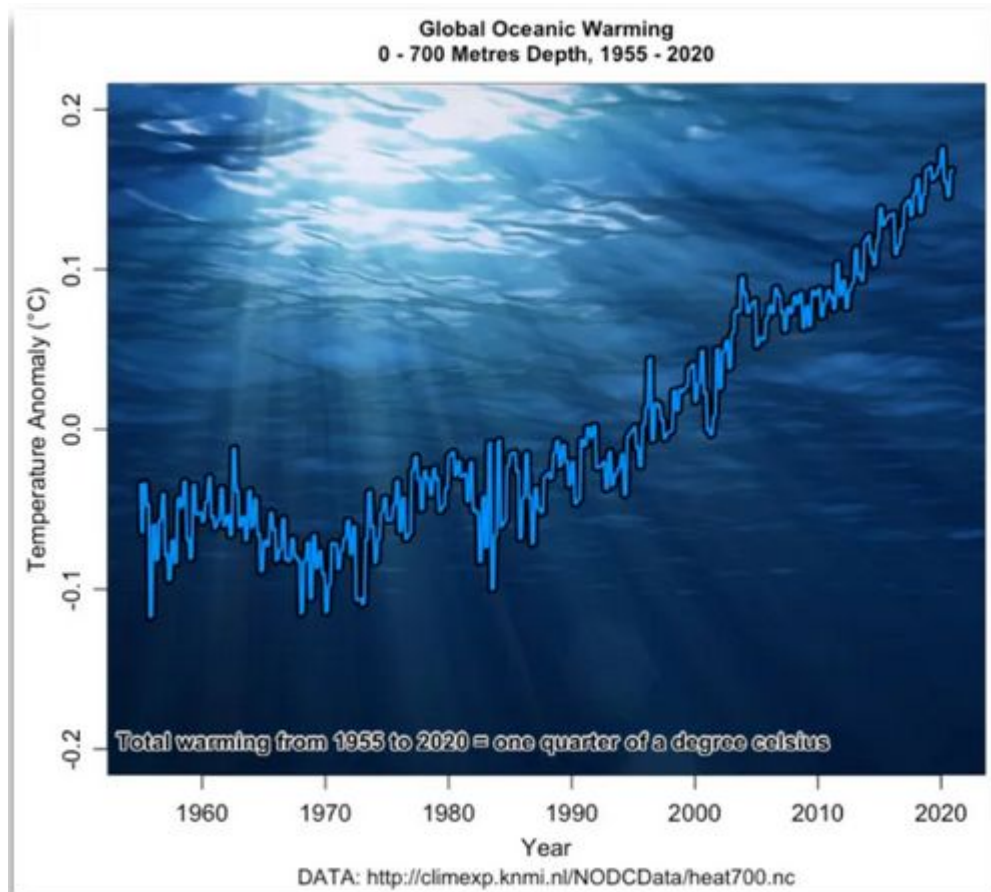 Global Oceanic Warming
0 - 700 Metres Depth, 1955 - 2020
Temperature Anomaly (°C)
0.2
0.1
0.0
-0.1
-0.2
Total warming from 1955 to 2020 = one quarter of a degree celsius
1960 1970 1980 1990 2000 2010 2020
Year
DATA: http://climexp.knmi.nl/NODCData/heat700.nc